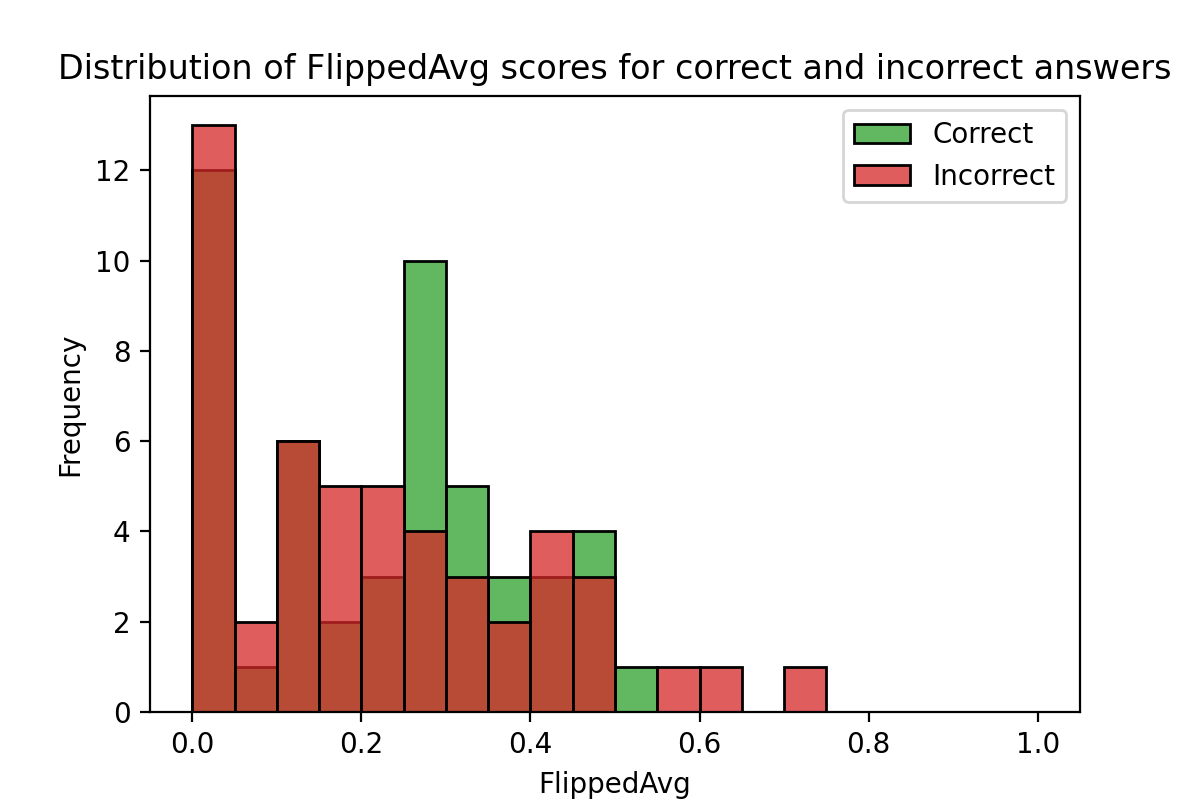 Distribution of FlippedAvg scores for correct and incorrect answers
Correct
Incorrect
Frequency
12
10
8
6
4
2
0
0.0 0.2 0.4 0.6 0.8 1.0
FlippedAvg